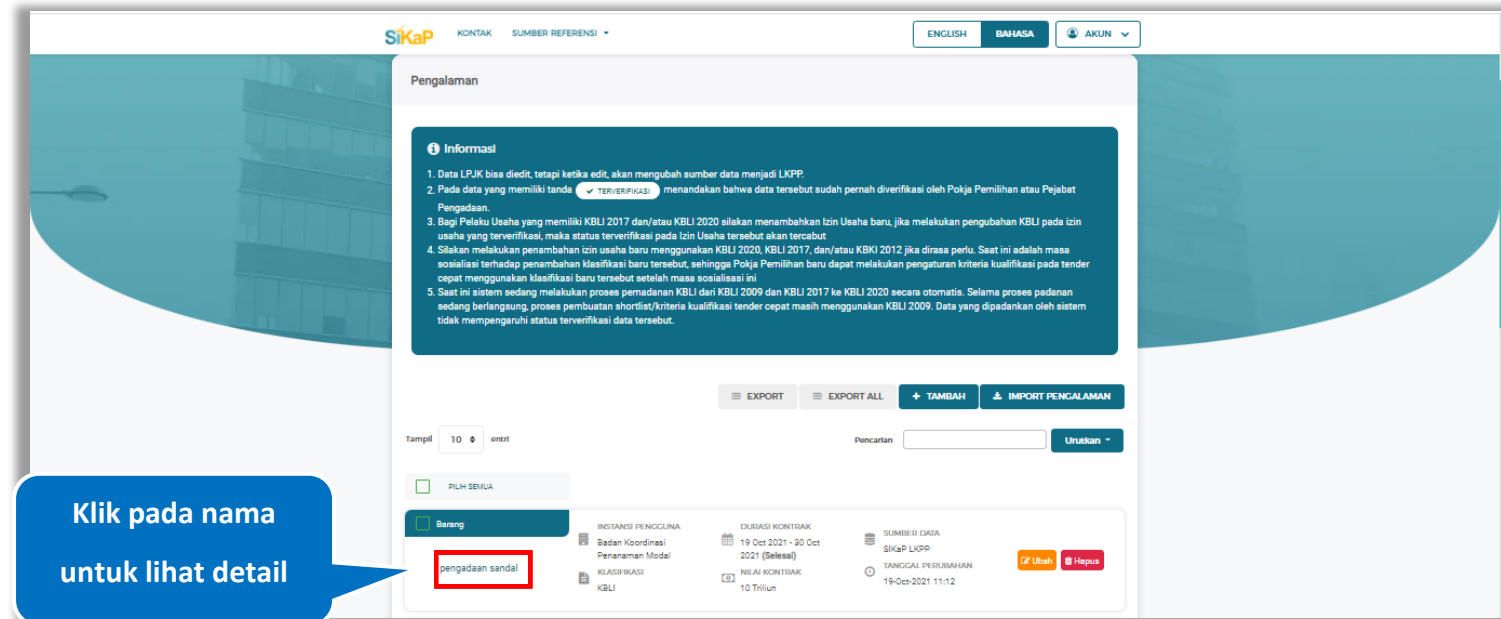 SiKaP KONTAK SUMBER REFERENSI ENGLISH BAHASA AKUN
Pengalaman
Informasi
1. Data LPJK bisa diedit, tetapi ketika edit, akan mengubah sumber data menjadi LKPP.
2. Pada data yang memiliki tanda TERVERIFIKASI menandakan bahwa data tersebut sudah pernah diverifikasi oleh Pokja Pemilihan atau Pejabat
Pengadaan.
3. Bagi Pelaku Usaha yang memiliki KBLI 2017 dan/atau KBLI 2020 silakan menambahkan Izin Usaha baru, jika melakukan pengubahan KBLI pada izin
usaha yang terverifikasi, maka status terverifikasi pada Izin Usaha tersebut akan tercabut
4. Silakan melakukan penambahan izin usaha baru menggunakan KBLI 2020, KBLI 2017, dan/atau KBKI 2012 jika dirasa perlu. Saat ini adalah masa
sosialiasi terhadap penambahan klasifikasi baru tersebut, sehingga Pokja Pemilihan baru dapat melakukan pengaturan kriteria kualifikasi pada tender
cepat menggunakan klasifikasi baru tersebut setelah masa sosialisasi ini
5. Saat ini sistem sedang melakukan proses pemadanan KBLI dari KBLI 2009 dan KBLI 2017 ke KBLI 2020 secara otomatis. Selama proses padanan
sedang berlangsung, proses pembuatan shortlist/kriteria kualifikasi tender cepat masih menggunakan KBLI 2009. Data yang dipadankan oleh sistem
tidak mempengaruhi status terverifikasi data tersebut.
EXPORT EXPORT ALL + TAMBAH IMPORT PENGALAMAN
Tampil 10 entri Pencarian Urutkan
PILIH SEMUA
Barang
pengadaan sandal
INSTANSI PENGGUNA
Badan Koordinasi
Penanaman Modal
KLASIFIKASI
KBLI
DURASI KONTRAK
19 Oct 2021 - 30 Oct
2021 (Selesai)
NILAI KONTRAK
10 Triliun
SUMBER DATA
SIKaP LKPP
TANGGAL PERUBAHAN
19-Oct-2021 11:12
Ubah Hapus
Klik pada nama
untuk lihat detail